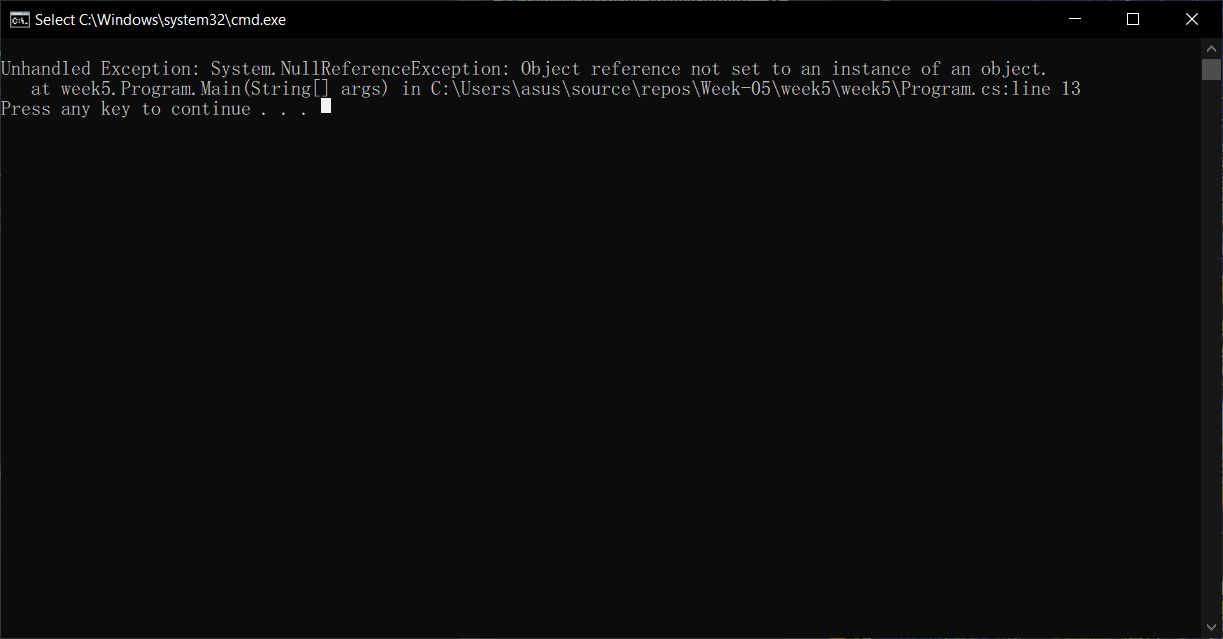 Select C:\Windows\system32\cmd.exe
Unhandled Exception: System.NullReferenceException: Object reference not set to an instance of an object.
   at week5.Program.Main(String[] args) in C:\Users\asus\source\repos\Week-05\week5\week5\Program.cs:line 13
Press any key to continue . . .